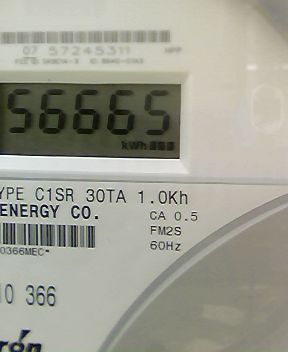 07 57245311
56665
kWh
YPE C1SR 30TA 1.0Kh
ENERGY CO.
CA 0.5
FM2S
60Hz
0366MEC*
10 366
rón